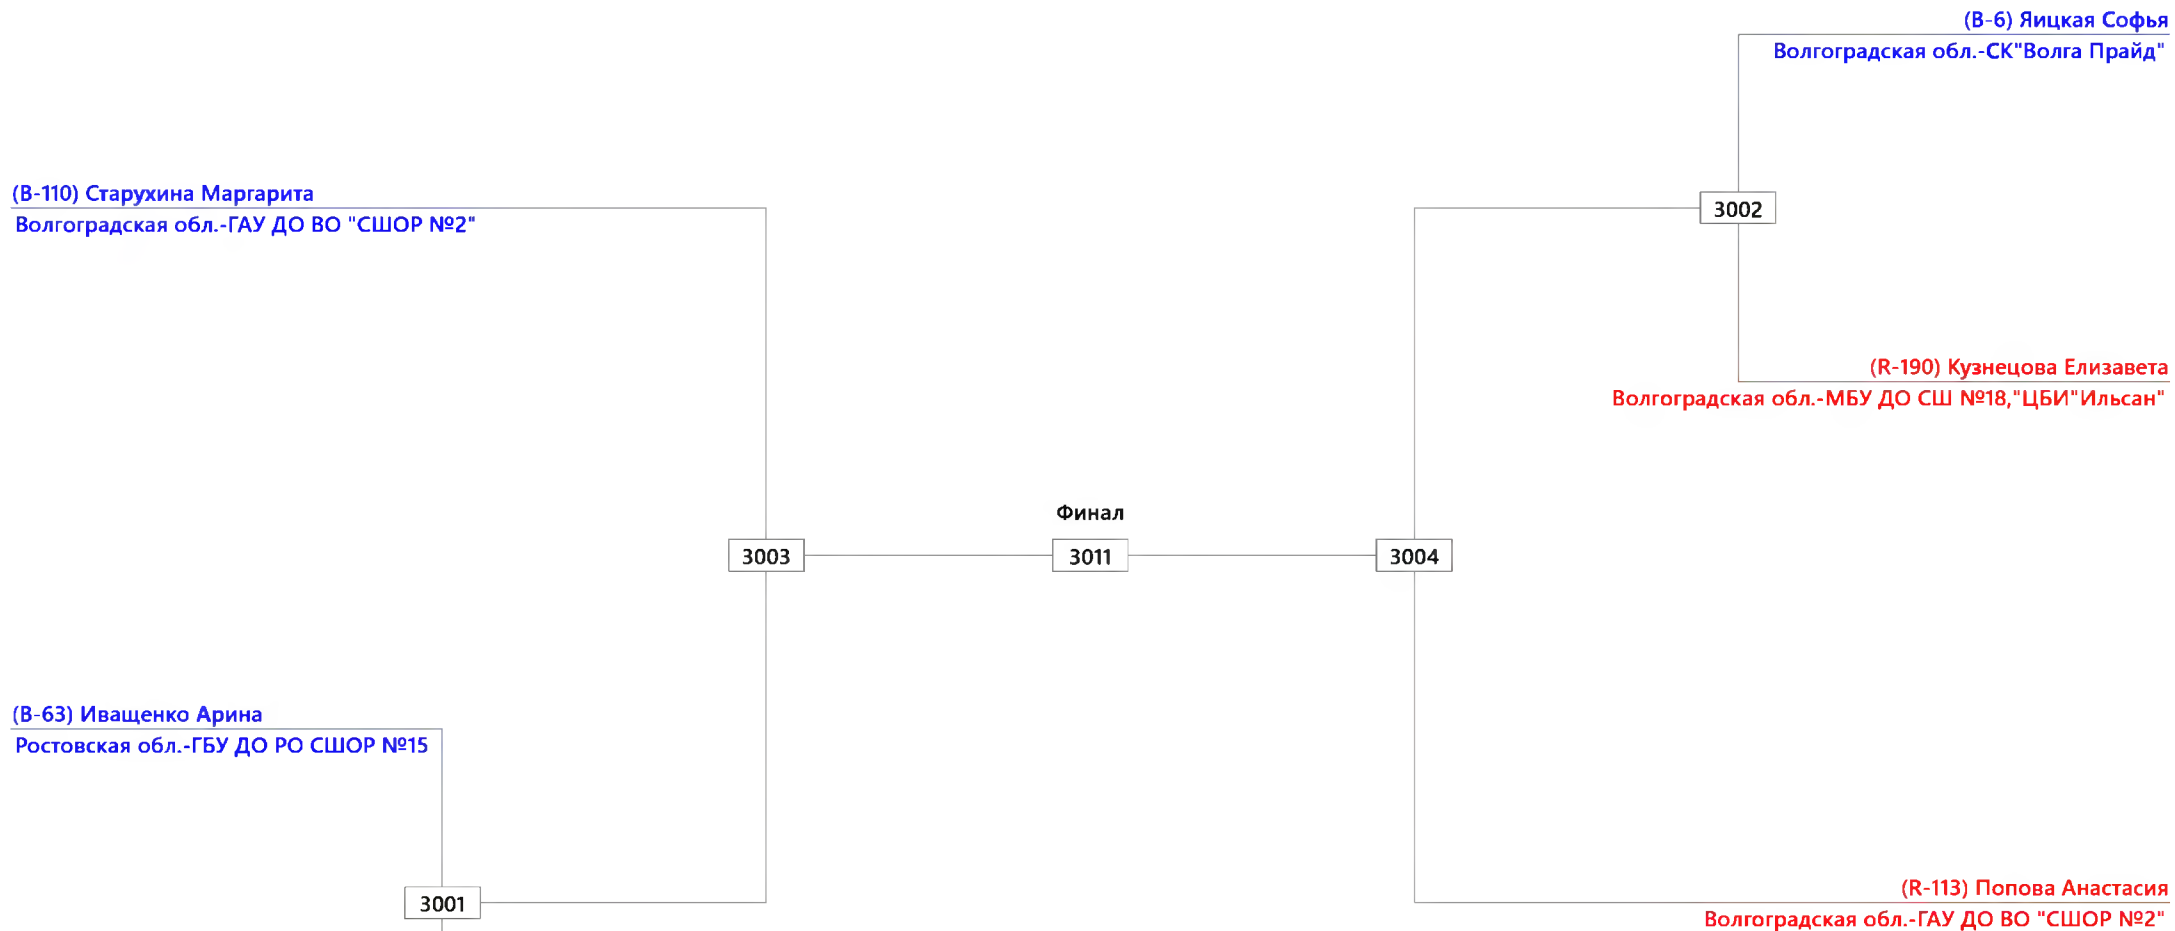 (B-6) Яицкая Софья
Волгоградская обл.-СК"Волга Прайд"
(B-110) Старухина Маргарита
Волгоградская обл.-ГАУ ДО ВО "СШОР №2"
3002
(R-190) Кузнецова Елизавета
Волгоградская обл.-МБУ ДО СШ №18,"ЦБИ"Ильсан"
Финал
3003
3011
3004
(B-63) Иващенко Арина
Ростовская обл.-ГБУ ДО РО СШОР №15
3001
(R-113) Попова Анастасия
Волгоградская обл.-ГАУ ДО ВО "СШОР №2"